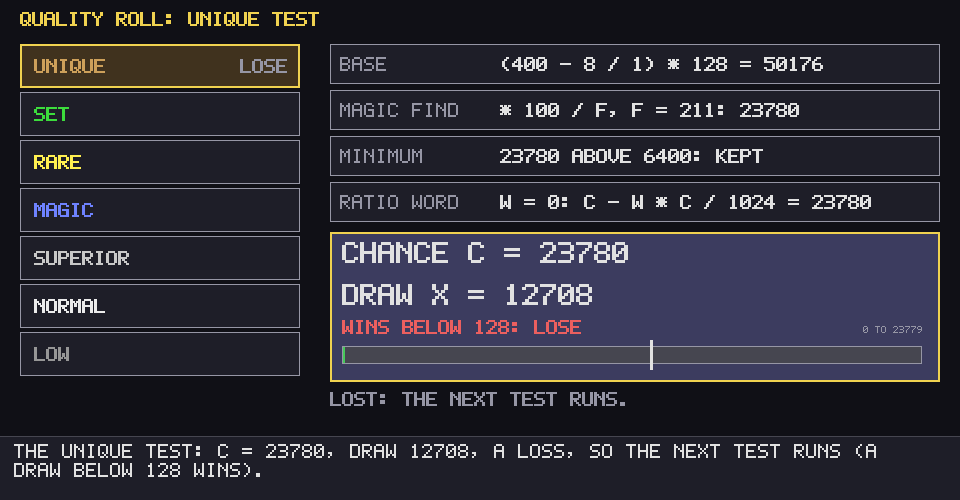 QUALITY ROLL: UNIQUE TEST
UNIQUE LOSE
SET
RARE
MAGIC
SUPERIOR
NORMAL
LOW
BASE (400 - 8 / 1) * 128 = 50176
MAGIC FIND * 100 / F, F = 211: 23780
MINIMUM 23780 ABOVE 6400: KEPT
RATIO WORD W = 0: C - W * C / 1024 = 23780
CHANCE C = 23780
DRAW X = 12708
WINS BELOW 128: LOSE
0 TO 23779
LOST: THE NEXT TEST RUNS.
THE UNIQUE TEST: C = 23780, DRAW 12708, A LOSS, SO THE NEXT TEST RUNS (A
DRAW BELOW 128 WINS).